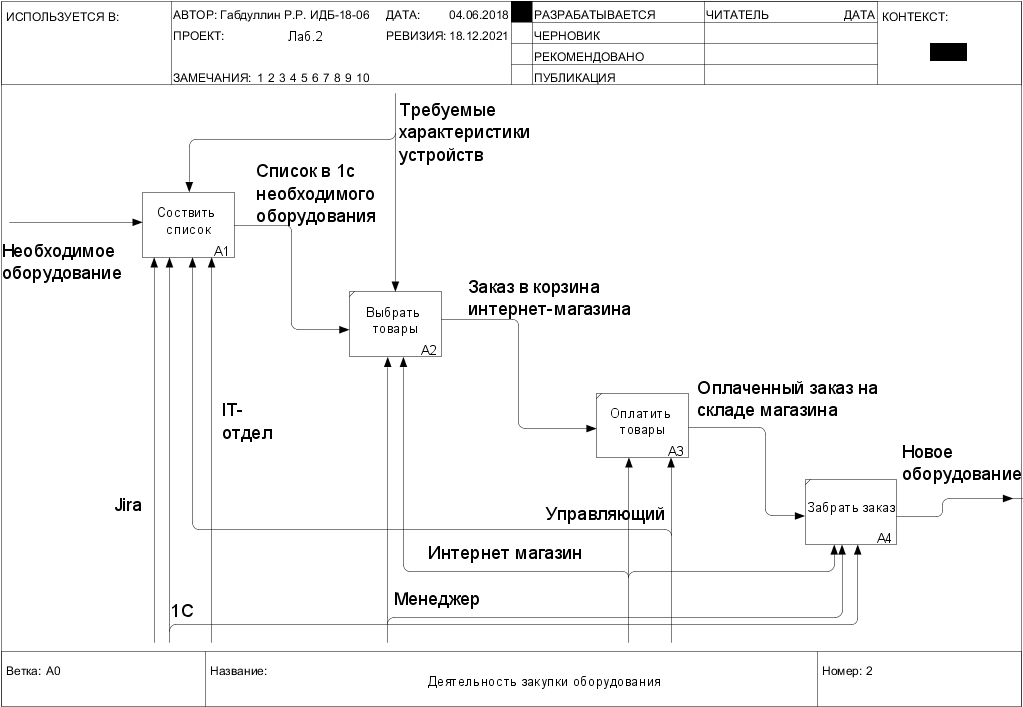 ИСПОЛЬЗУЕТСЯ В:
АВТОР: Габдуллин Р.Р. ИДБ-18-06
ДАТА: 04.06.2018
ПРОЕКТ: Лаб.2
РЕВИЗИЯ: 18.12.2021
ЗАМЕЧАНИЯ: 1 2 3 4 5 6 7 8 9 10
РАЗРАБАТЫВАЕТСЯ
ЧЕРНОВИК
РЕКОМЕНДОВАНО
ПУБЛИКАЦИЯ
ЧИТАТЕЛЬ
ДАТА
КОНТЕКСТ:
Требуемые
характеристики
устройств
Список в 1с
необходимого
оборудования
Соствить
список
A1
Необходимое
оборудование
Заказ в корзина
интернет-магазина
Выбрать
товары
A2
Оплаченный заказ на
складе магазина
IT-
отдел
Оплатить
товары
A3
Новое
оборудование
Jira
Управляющий
Забрать заказ
A4
Интернет магазин
Менеджер
1С
Ветка: A0
Название:
Деятельность закупки оборудования
Номер: 2